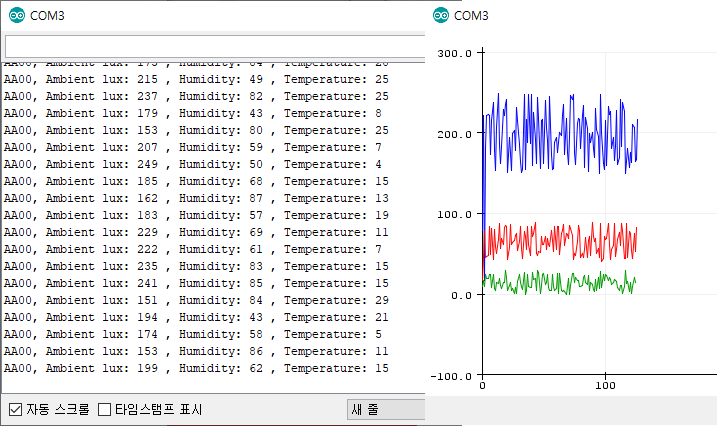 COM3
AA00, Ambient lux: 215 , Humidity: 49 , Temperature: 25
AA00, Ambient lux: 237 , Humidity: 82 , Temperature: 25
AA00, Ambient lux: 179 , Humidity: 43 , Temperature: 8
AA00, Ambient lux: 153 , Humidity: 80 , Temperature: 25
AA00, Ambient lux: 207 , Humidity: 59 , Temperature: 7
AA00, Ambient lux: 249 , Humidity: 50 , Temperature: 4
AA00, Ambient lux: 185 , Humidity: 68 , Temperature: 15
AA00, Ambient lux: 162 , Humidity: 87 , Temperature: 13
AA00, Ambient lux: 183 , Humidity: 57 , Temperature: 19
AA00, Ambient lux: 229 , Humidity: 69 , Temperature: 11
AA00, Ambient lux: 222 , Humidity: 61 , Temperature: 7
AA00, Ambient lux: 235 , Humidity: 83 , Temperature: 15
AA00, Ambient lux: 241 , Humidity: 85 , Temperature: 15
AA00, Ambient lux: 151 , Humidity: 84 , Temperature: 29
AA00, Ambient lux: 194 , Humidity: 43 , Temperature: 21
AA00, Ambient lux: 174 , Humidity: 58 , Temperature: 5
AA00, Ambient lux: 153 , Humidity: 86 , Temperature: 11
AA00, Ambient lux: 199 , Humidity: 62 , Temperature: 15
자동 스크롤 타임스탬프 표시 새 줄
COM3
300.0
200.0
100.0
0.0
-100.0
0 100